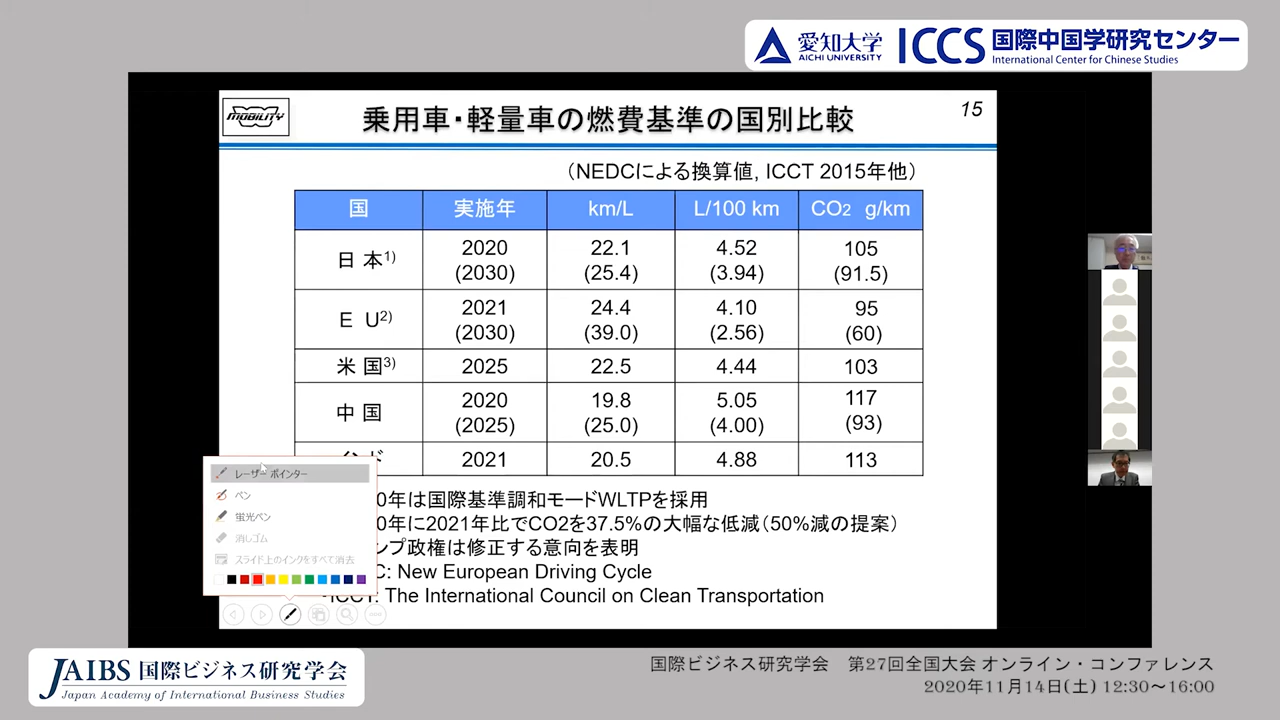 愛知大学
AICHI UNIVERSITY
ICCS 国際中国学研究センター
International Center for Chinese Studies
MOBILITY
乗用車・軽量車の燃費基準の国別比較
15
（NEDCによる換算値, ICCT 2015年他）
国 実施年 km/L L/100 km CO2 g/km
日 本1) 2020 22.1 4.52 105
(2030) (25.4) (3.94) (91.5)
E U2) 2021 24.4 4.10 95
(2030) (39.0) (2.56) (60)
米 国3) 2025 22.5 4.44 103
中 国 2020 19.8 5.05 117
(2025) (25.0) (4.00) (93)
2021 20.5 4.88 113
0年は国際基準調和モードWLTPを採用
0年に2021年比でCO2を37.5%の大幅な低減（50%減の提案）
ンプ政権は修正する意向を表明
C: New European Driving Cycle
ICCT: The International Council on Clean Transportation
レーザー ポインター
ペン
蛍光ペン
消しゴム
スライド上のインクをすべて消去
JAIBS 国際ビジネス研究学会
Japan Academy of International Business Studies
国際ビジネス研究学会 第27回全国大会 オンライン・コンファレンス
2020年11月14日(土) 12:30〜16:00